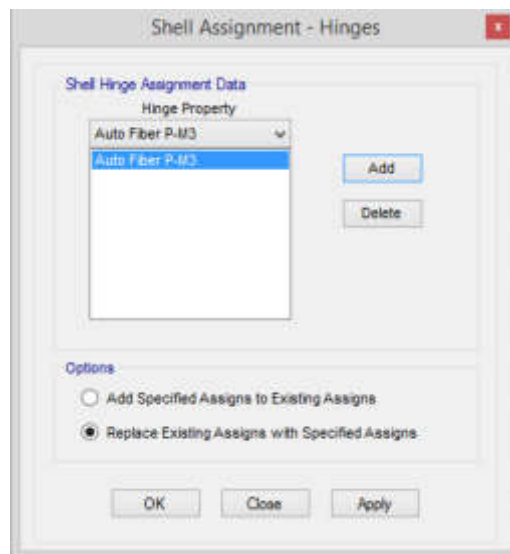 Shell Assignment - Hinges
x
Shell Hinge Assignment Data
Hinge Property
Auto Fiber P-M3
Auto Fiber P-M3
Add
Delete
Options
Add Specified Assigns to Existing Assigns
Replace Existing Assigns with Specified Assigns
OK Close Apply